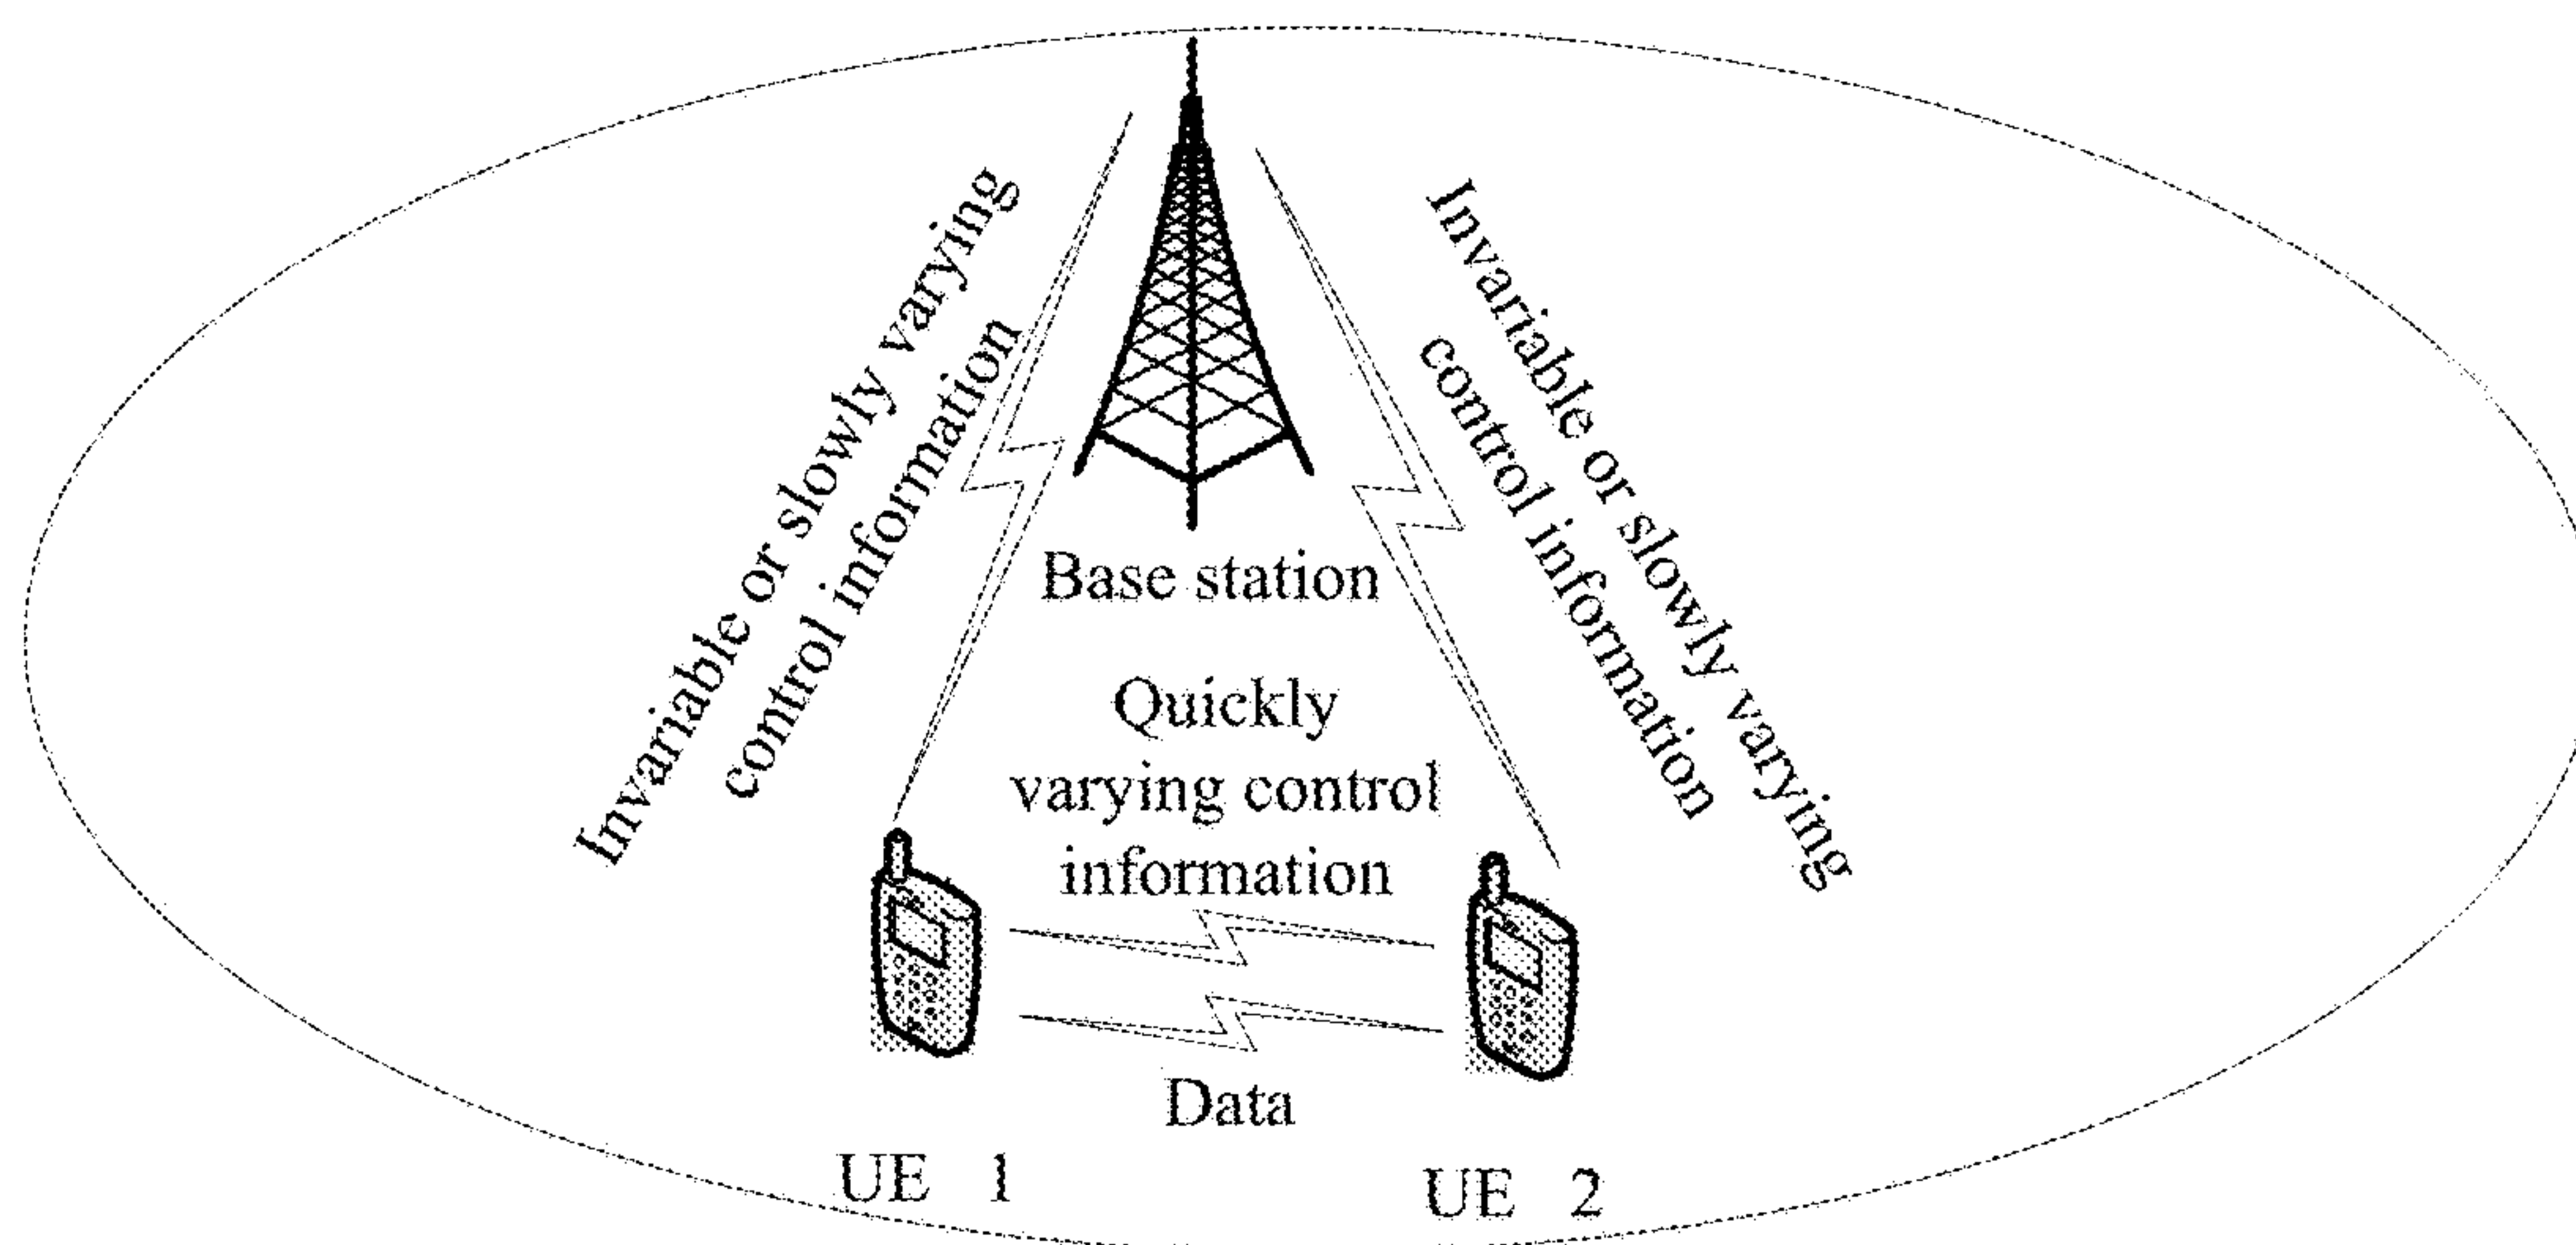 Invariable or slowly varying
control information
Invariable or slowly varying
control information
Base station
Quickly
varying control
information
Data
UE 1
UE 2